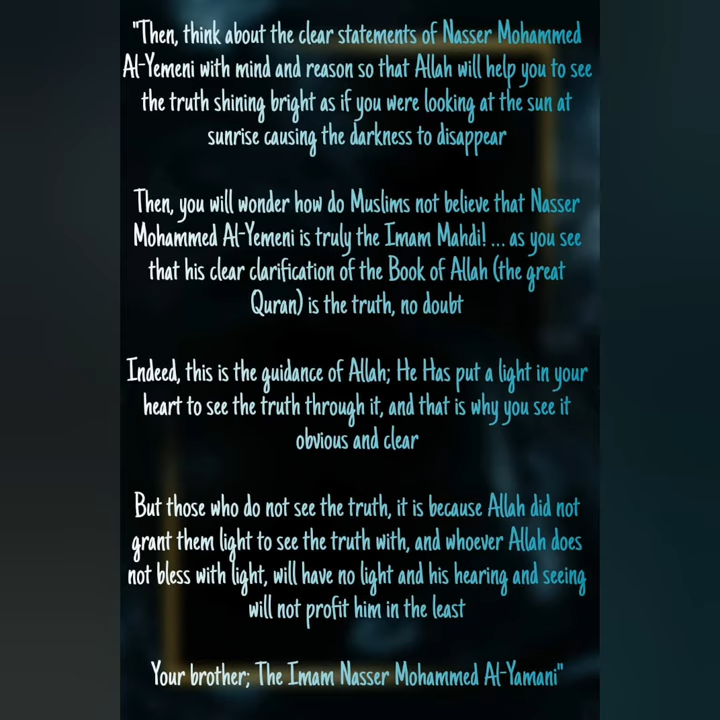 "Then, think about the clear statements of Nasser Mohammed
Al-Yemeni with mind and reason so that Allah will help you to see
the truth shining bright as if you were looking at the sun at
sunrise causing the darkness to disappear
Then, you will wonder how do Muslims not believe that Nasser
Mohammed Al-Yemeni is truly the Imam Mahdi! ... as you see
that his clear clarification of the Book of Allah (the great
Quran) is the truth, no doubt
Indeed, this is the guidance of Allah; He Has put a light in your
heart to see the truth through it, and that is why you see it
obvious and clear
But those who do not see the truth, it is because Allah did not
grant them light to see the truth with, and whoever Allah does
not bless with light, will have no light and his hearing and seeing
will not profit him in the least
Your brother; The Imam Nasser Mohammed Al-Yamani"